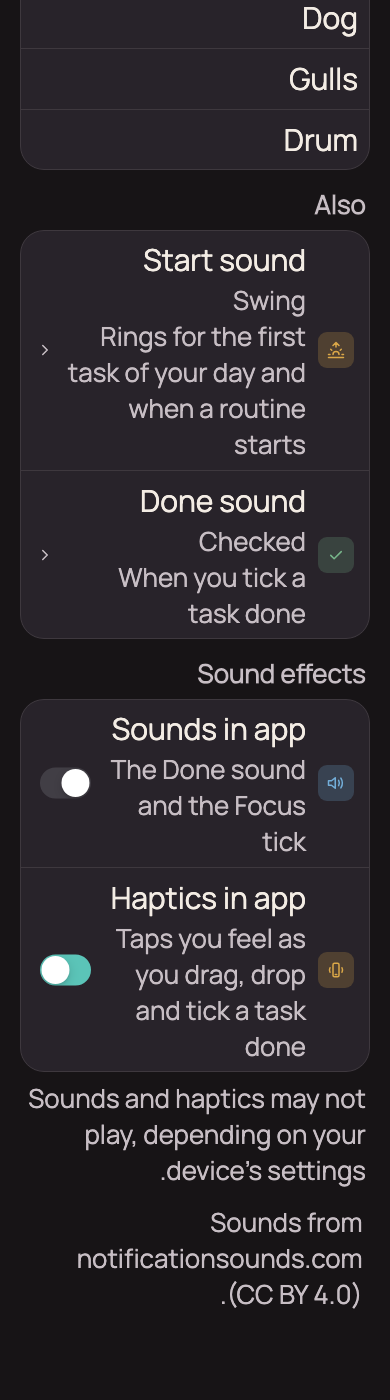 Dog
Gulls
Drum
Also
Start sound
Swing
Rings for the first
task of your day and
when a routine
starts
Done sound
Checked
When you tick a
task done
Sound effects
Sounds in app
The Done sound
and the Focus
tick
Haptics in app
Taps you feel as
you drag, drop
and tick a task
done
Sounds and haptics may not
play, depending on your
.device's settings
Sounds from
notificationsounds.com
.(CC BY 4.0)